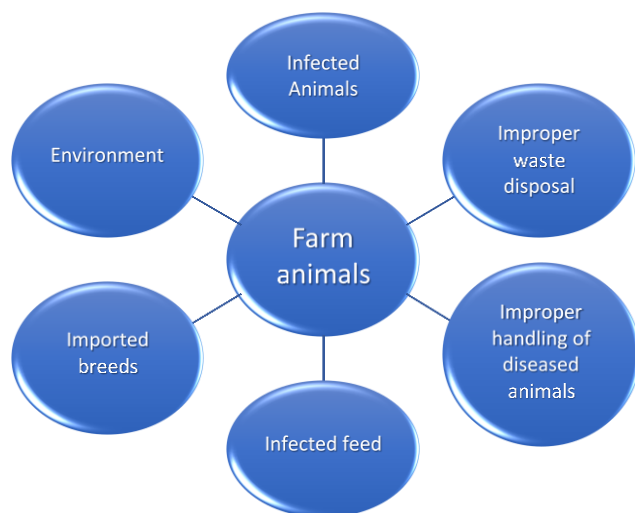 Infected
Animals
Environment
Improper
waste
disposal
Farm
animals
Imported
breeds
Improper
handling of
diseased
animals
Infected feed